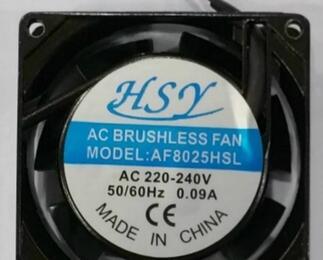 HSY
AC BRUSHLESS FAN
MODEL:AF8025HSL
AC 220-240V
50/60Hz 0.09A
CE
MADE IN CHINA